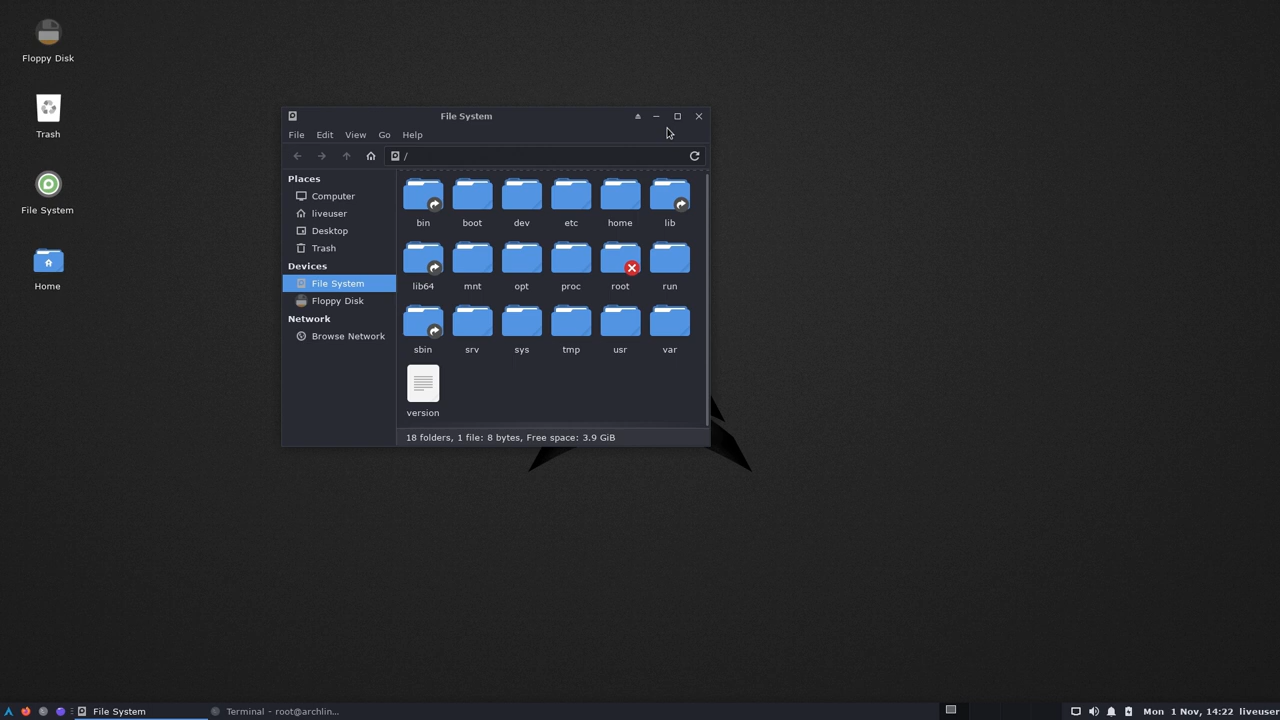 Floppy Disk
Trash
File System
Home
File System
File Edit View Go Help
/
Places
Computer
liveuser
Desktop
Trash
Devices
File System
Floppy Disk
Network
Browse Network
bin boot dev etc home lib
lib64 mnt opt proc root run
sbin srv sys tmp usr var
version
18 folders, 1 file: 8 bytes, Free space: 3.9 GiB
File System
Terminal - root@archlin...
Mon 1 Nov, 14:22 liveuser